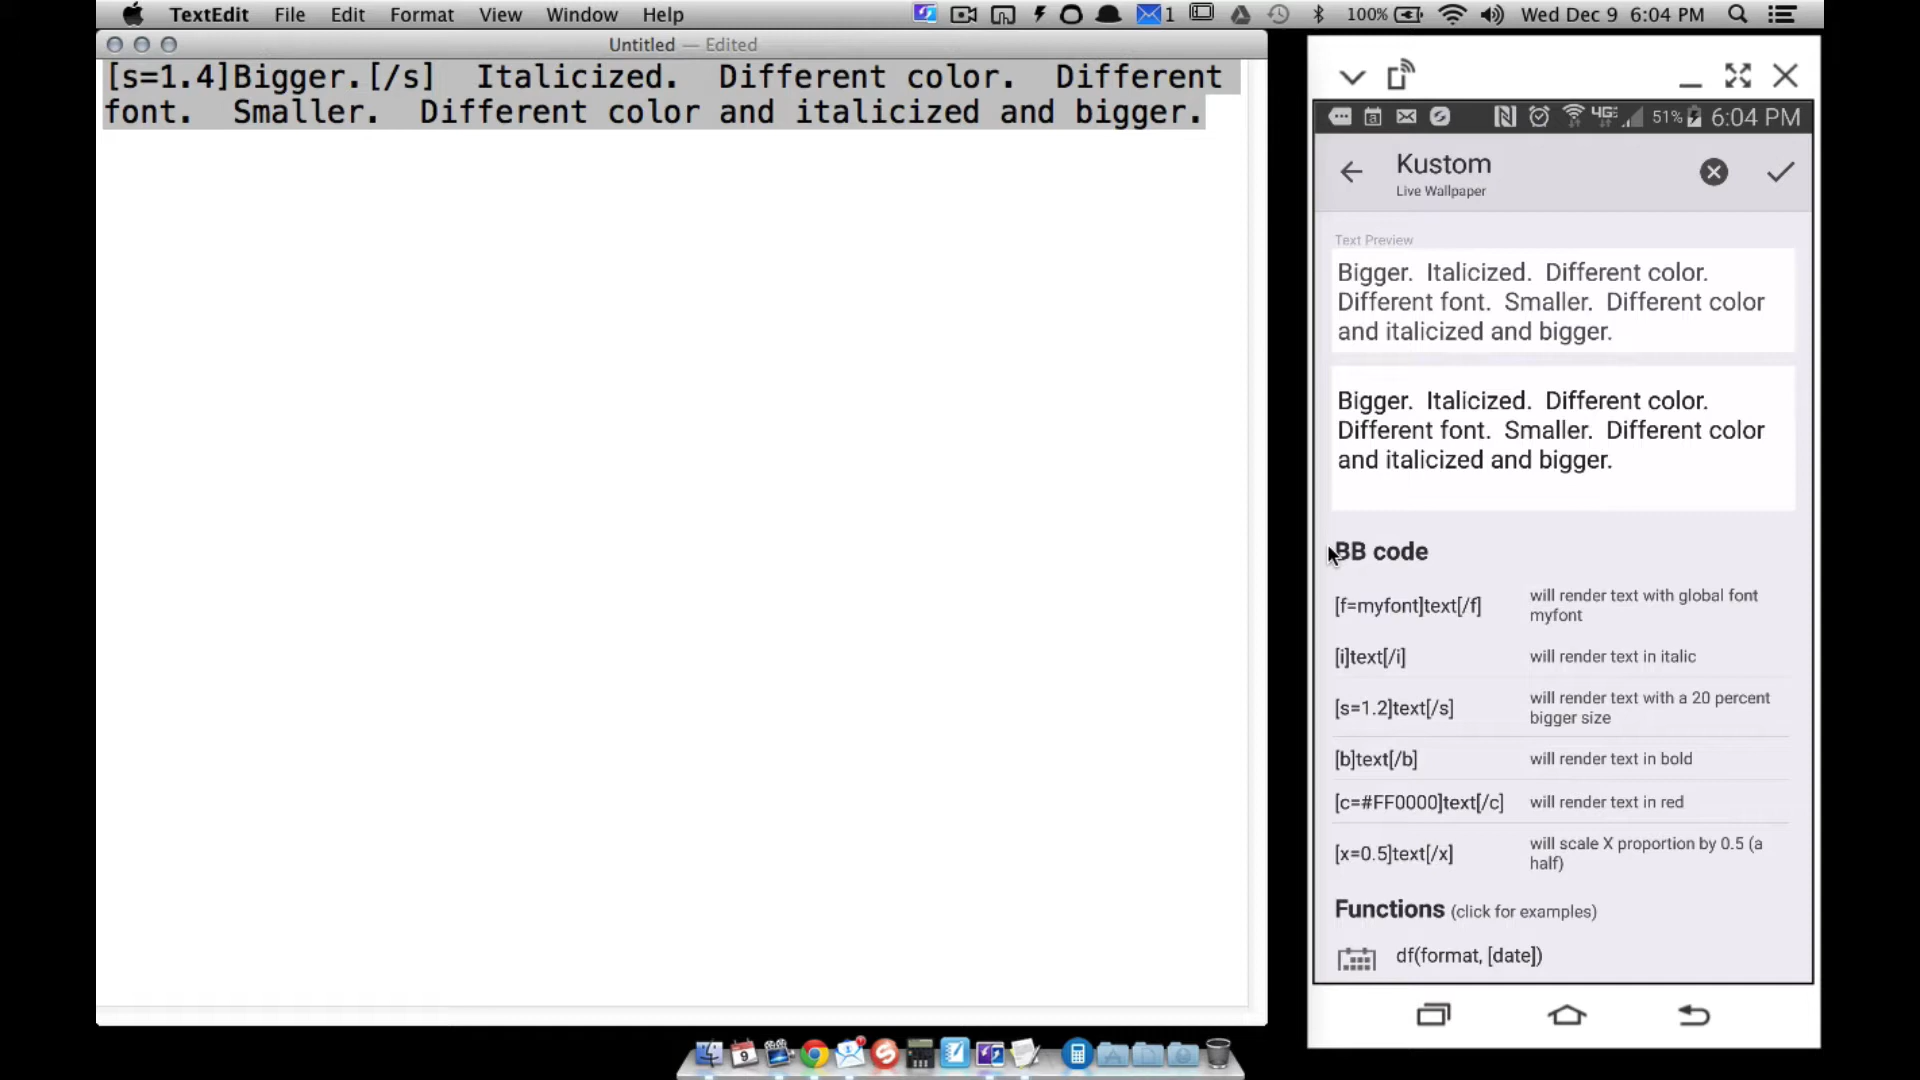 TextEdit File Edit Format View Window Help 1 100% Wed Dec 9 6:04 PM
Untitled — Edited
[s=1.4]Bigger.[/s]  Italicized.  Different color.  Different
font.  Smaller.  Different color and italicized and bigger.
4G 51% 6:04 PM
Kustom
Live Wallpaper
Text Preview
Bigger.  Italicized.  Different color.
Different font.  Smaller.  Different color
and italicized and bigger.
Bigger.  Italicized.  Different color.
Different font.  Smaller.  Different color
and italicized and bigger.
BB code
[f=myfont]text[/f] will render text with global font
myfont
[i]text[/i] will render text in italic
[s=1.2]text[/s] will render text with a 20 percent
bigger size
[b]text[/b] will render text in bold
[c=#FF0000]text[/c] will render text in red
[x=0.5]text[/x] will scale X proportion by 0.5 (a
half)
Functions (click for examples)
df(format, [date])
9